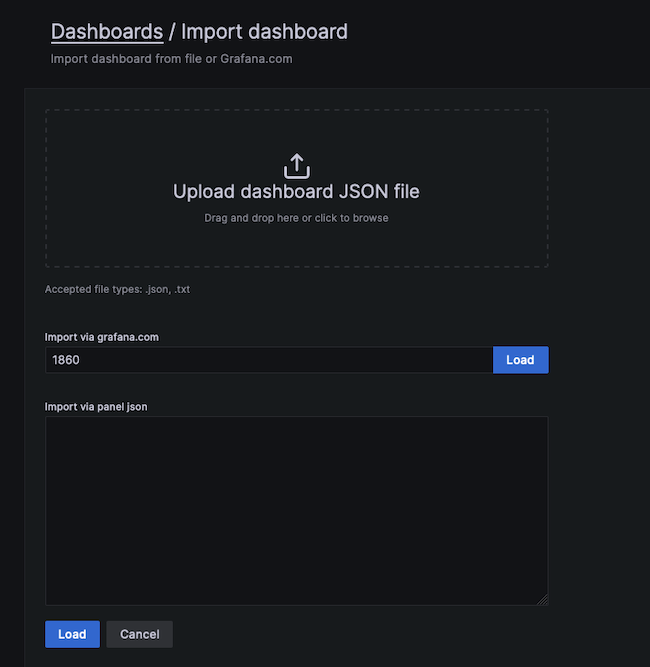 Dashboards / Import dashboard
Import dashboard from file or Grafana.com
Upload dashboard JSON file
Drag and drop here or click to browse
Accepted file types: .json, .txt
Import via grafana.com
1860 Load
Import via panel json
Load Cancel